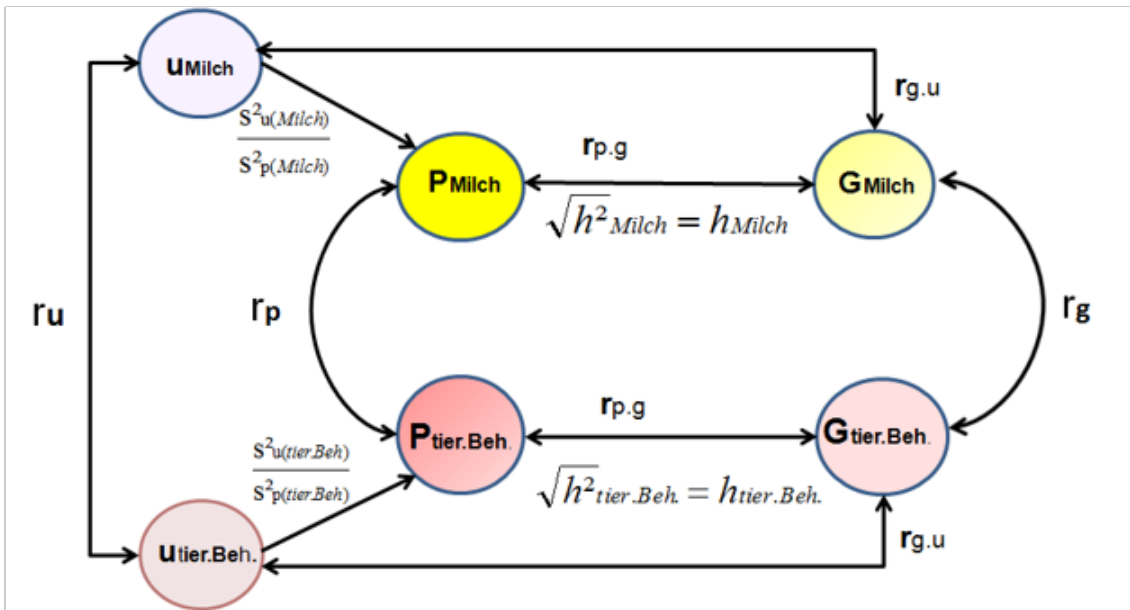 uMilch
rg.u
S²u(Milch)
S²p(Milch)
rp.g
PMilch
GMilch
√h²Milch = hMilch
ru
rp
rg
rp.g
Ptier.Beh.
Gtier.Beh.
S²u(tier.Beh)
S²p(tier.Beh)
√h²tier.Beh. = htier.Beh.
rg.u
utier.Beh.